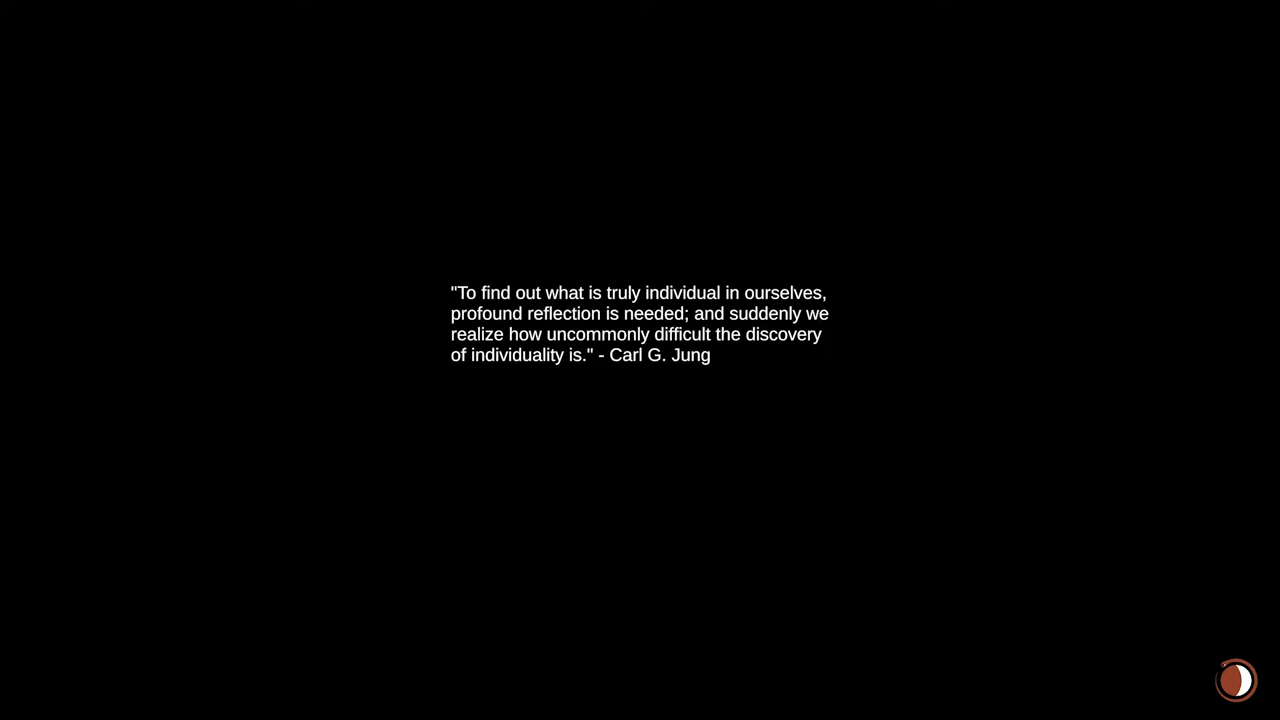 "To find out what is truly individual in ourselves,
profound reflection is needed; and suddenly we
realize how uncommonly difficult the discovery
of individuality is." - Carl G. Jung